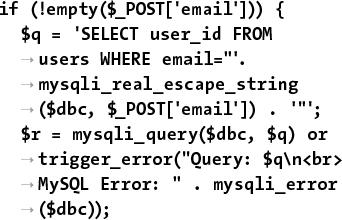 if (!empty($_POST['email'])) {
$q = 'SELECT user_id FROM
→ users WHERE email="'.
→ mysqli_real_escape_string
→ ($dbc, $_POST['email']) . '"';
$r = mysqli_query($dbc, $q) or
→ trigger_error("Query: $q\n<br>
→ MySQL Error: " . mysqli_error
→ ($dbc));